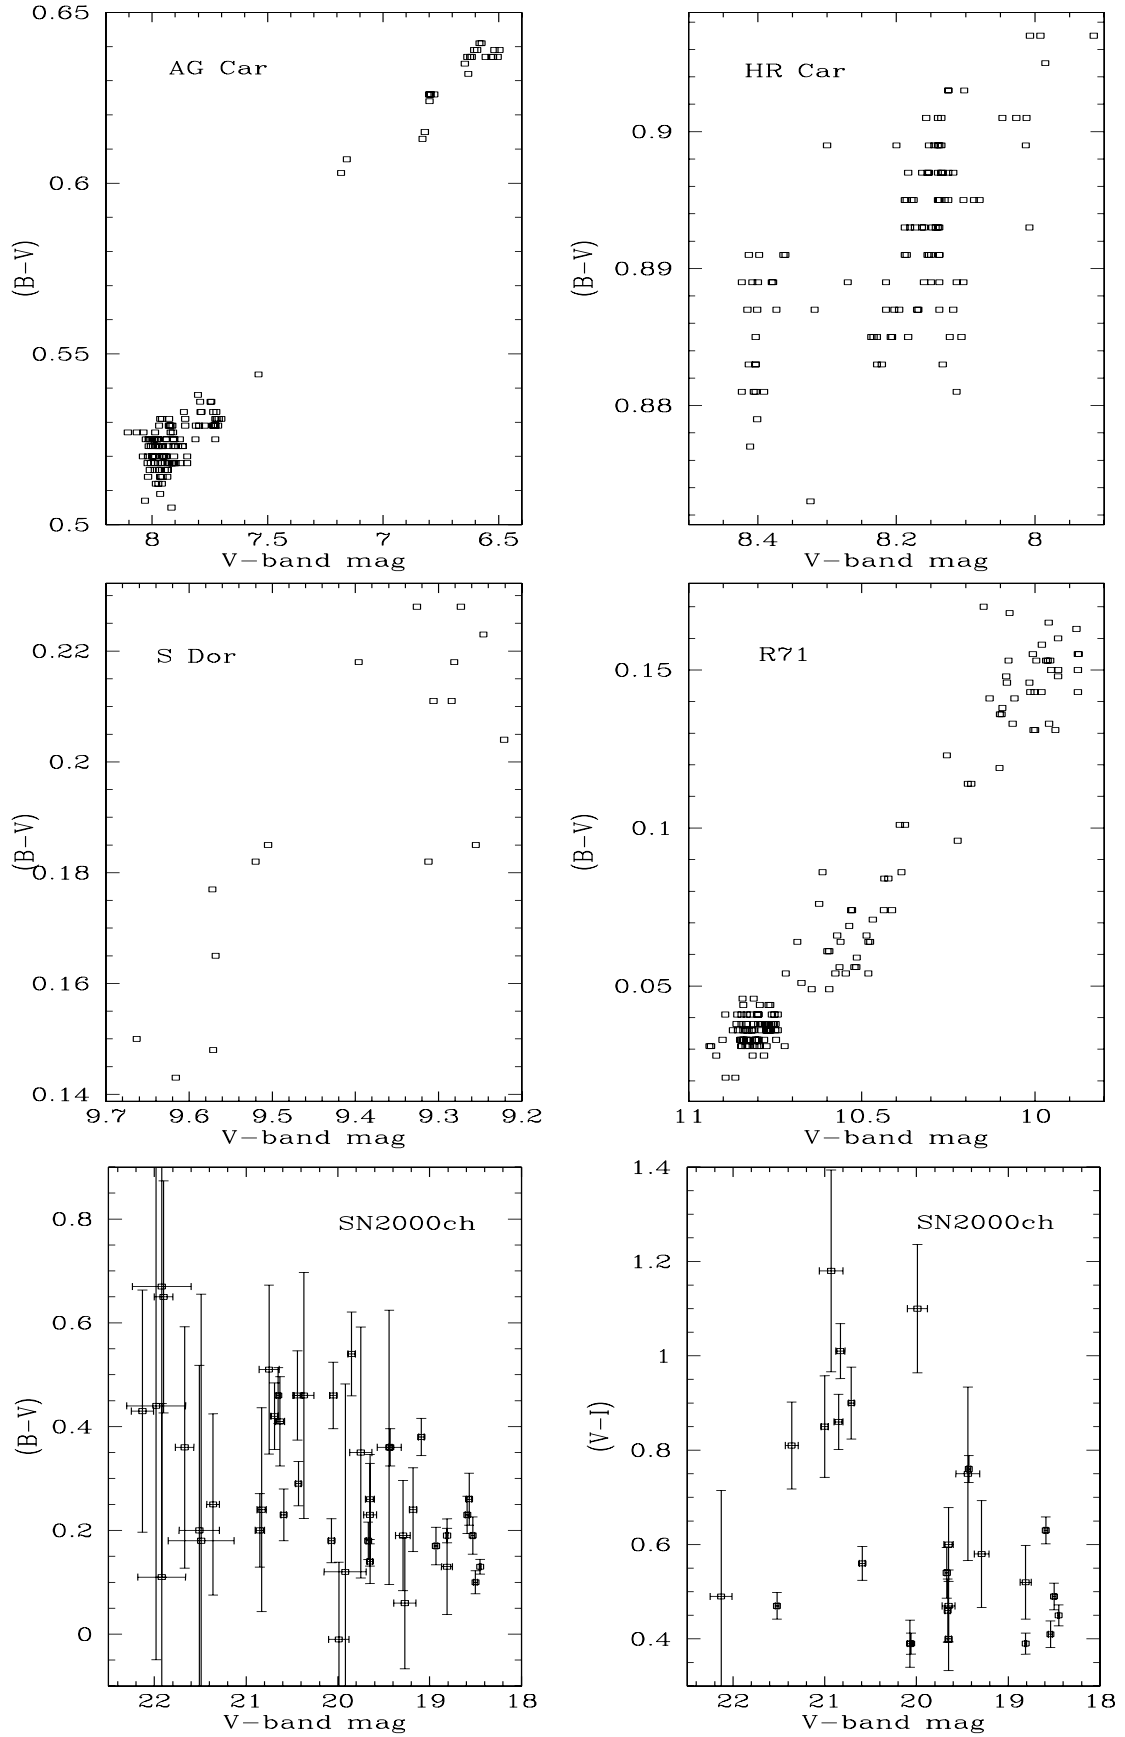 0.65
AG Car
0.6
(B−V)
0.55
0.5
8 7.5 7 6.5
V−band mag
HR Car
0.9
(B−V)
0.89
0.88
8.4 8.2 8
V−band mag
0.22
S Dor
0.2
(B−V)
0.18
0.16
0.14
9.7 9.6 9.5 9.4 9.3 9.2
V−band mag
R71
0.15
0.1
(B−V)
0.05
11 10.5 10
V−band mag
0.8
SN2000ch
0.6
0.4
(B−V)
0.2
0
22 21 20 19 18
V−band mag
1.4
SN2000ch
1.2
1
(V−I)
0.8
0.6
0.4
22 21 20 19 18
V−band mag